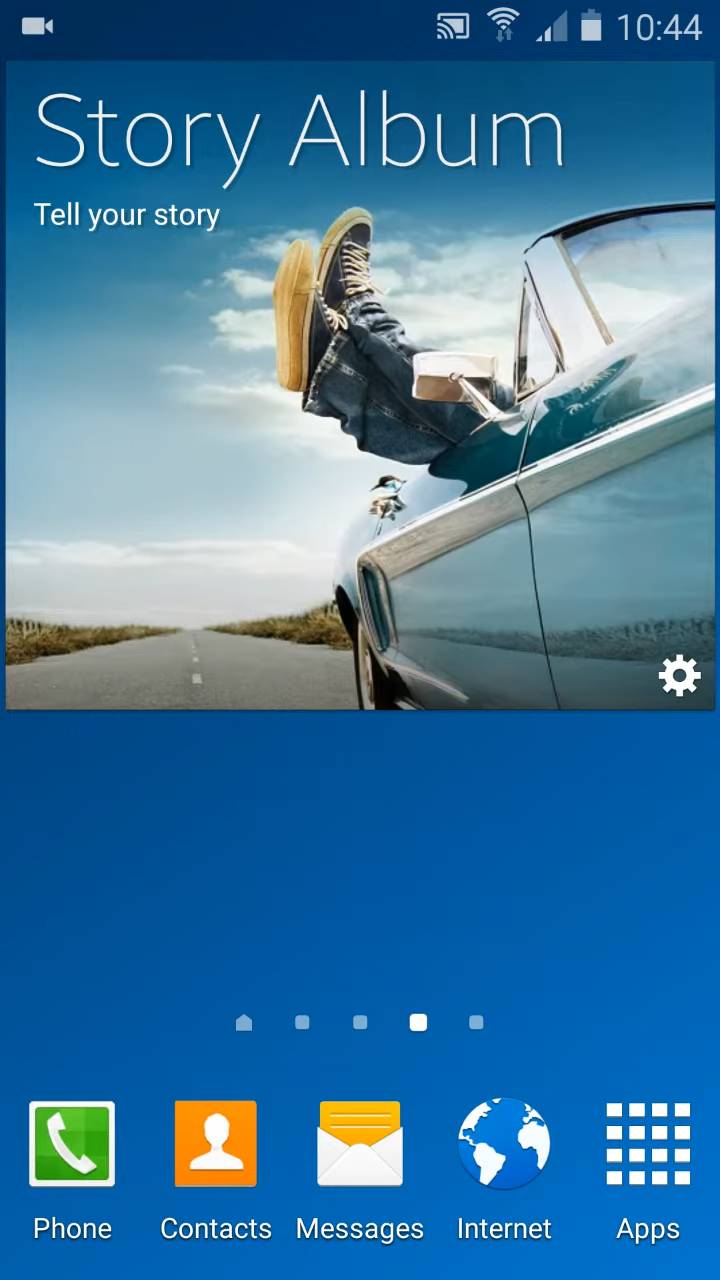 10:44
Story Album
Tell your story
Phone
Contacts
Messages
Internet
Apps